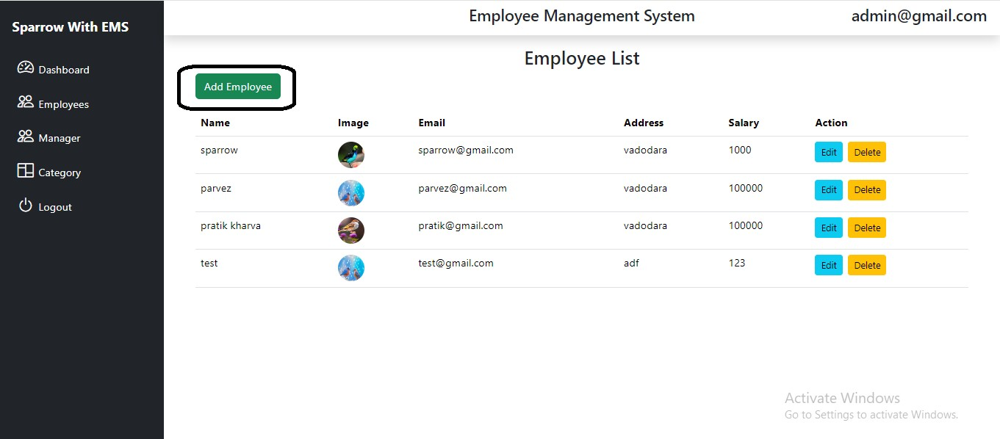 Sparrow With EMS
Dashboard
Employees
Manager
Category
Logout
Employee Management System admin@gmail.com
Employee List
Add Employee
Name Image Email Address Salary Action
sparrow sparrow@gmail.com vadodara 1000 Edit Delete
parvez parvez@gmail.com vadodara 100000 Edit Delete
pratik kharva pratik@gmail.com vadodara 100000 Edit Delete
test test@gmail.com adf 123 Edit Delete
Activate Windows
Go to Settings to activate Windows.